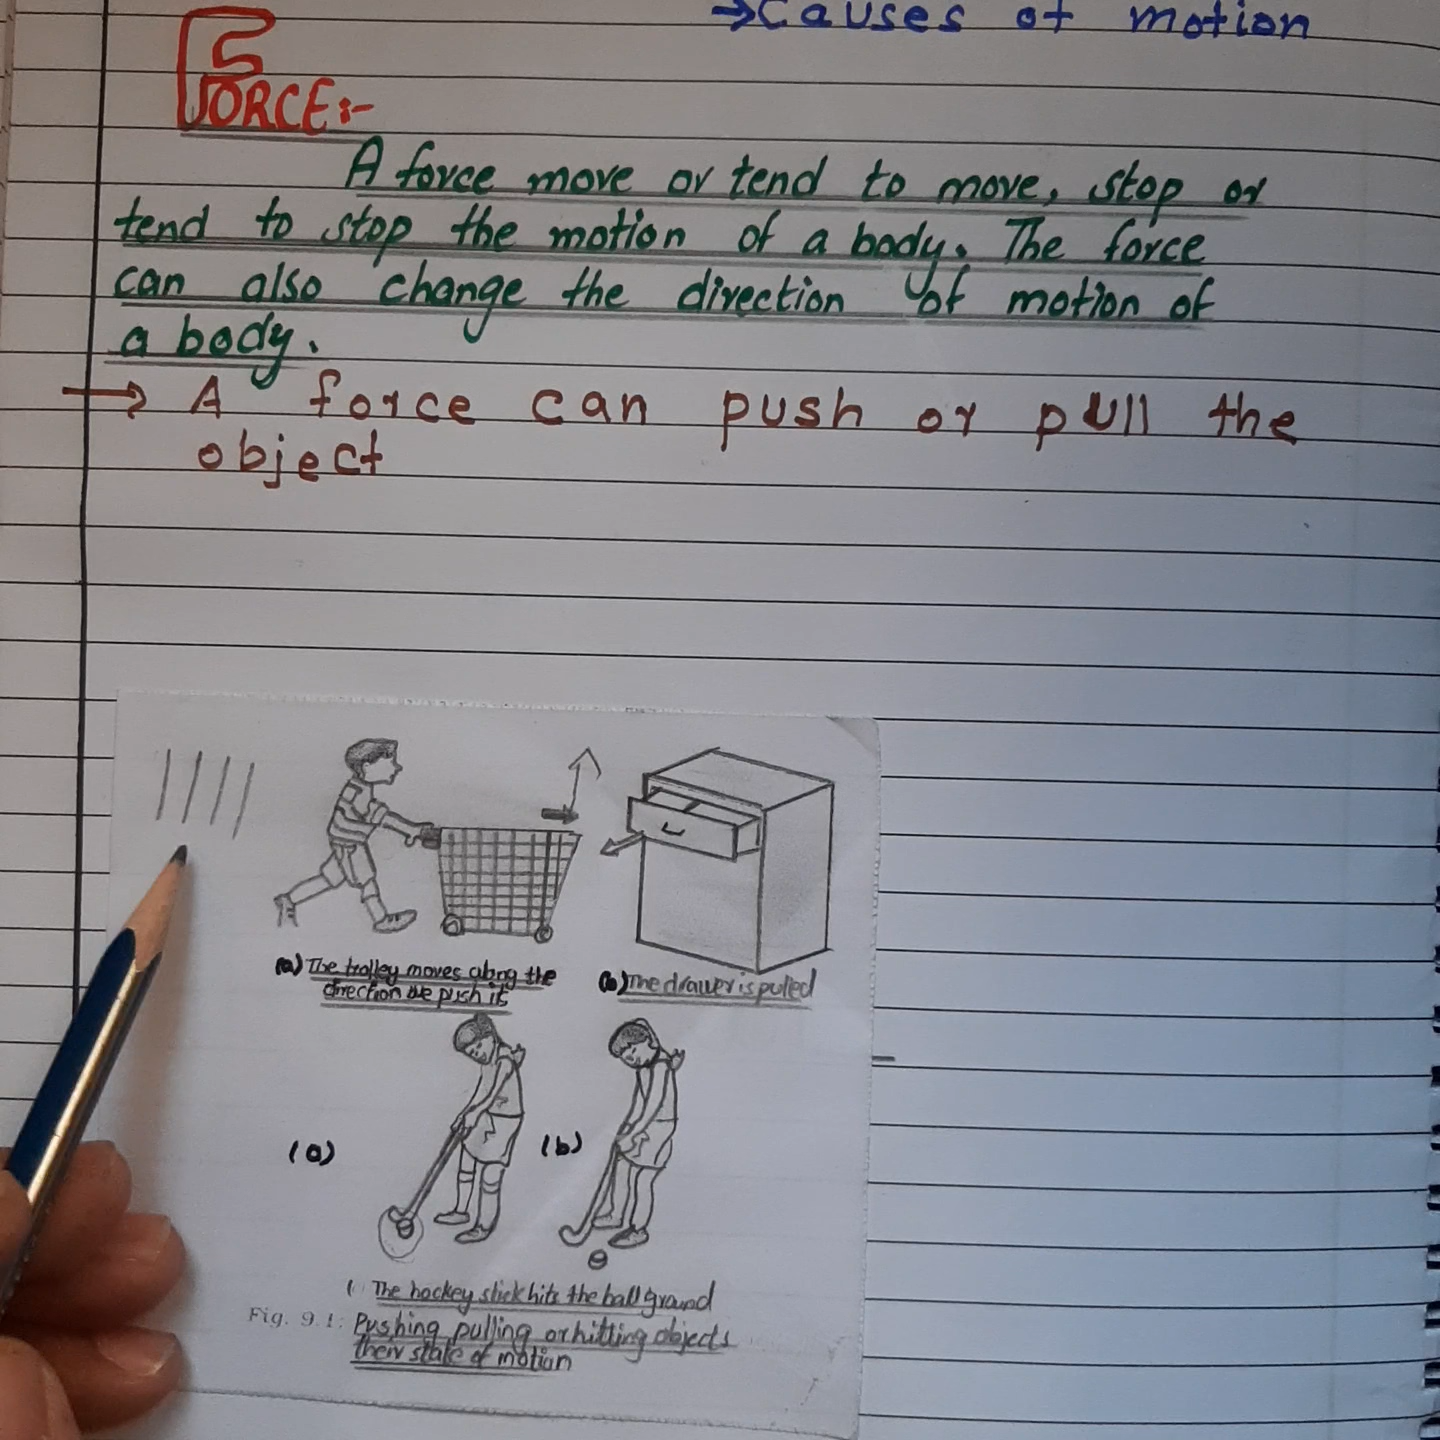 →Causes of motion
FORCE:-
A force move or tend to move, stop or
tend to stop the motion of a body. The force
can also change the direction of motion of
a body.
→ A force can push or pull the
object
(a) The trolley moves along the
direction we push it
(b) The drawer is pulled
(a)
(b)
( The hockey stick hits the ball ground
Fig. 9.1: Pushing, pulling or hitting objects
their state of motion